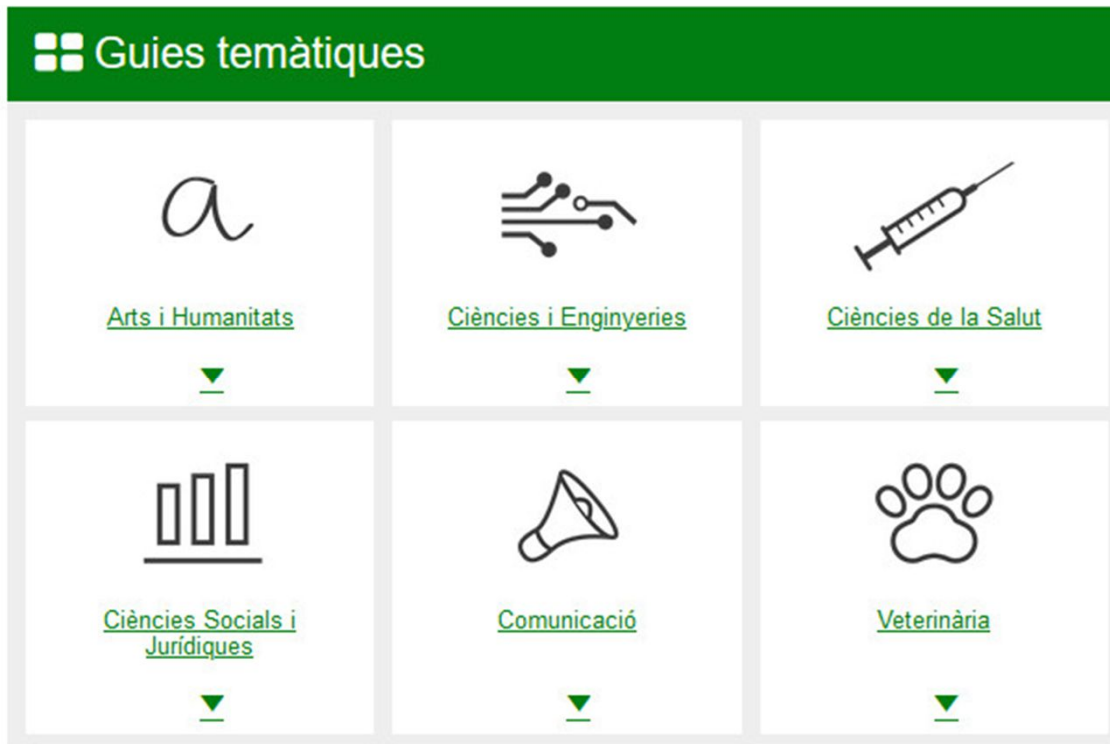 Guies temàtiques
Arts i Humanitats
Ciències i Enginyeries
Ciències de la Salut
Ciències Socials i
Jurídiques
Comunicació
Veterinària